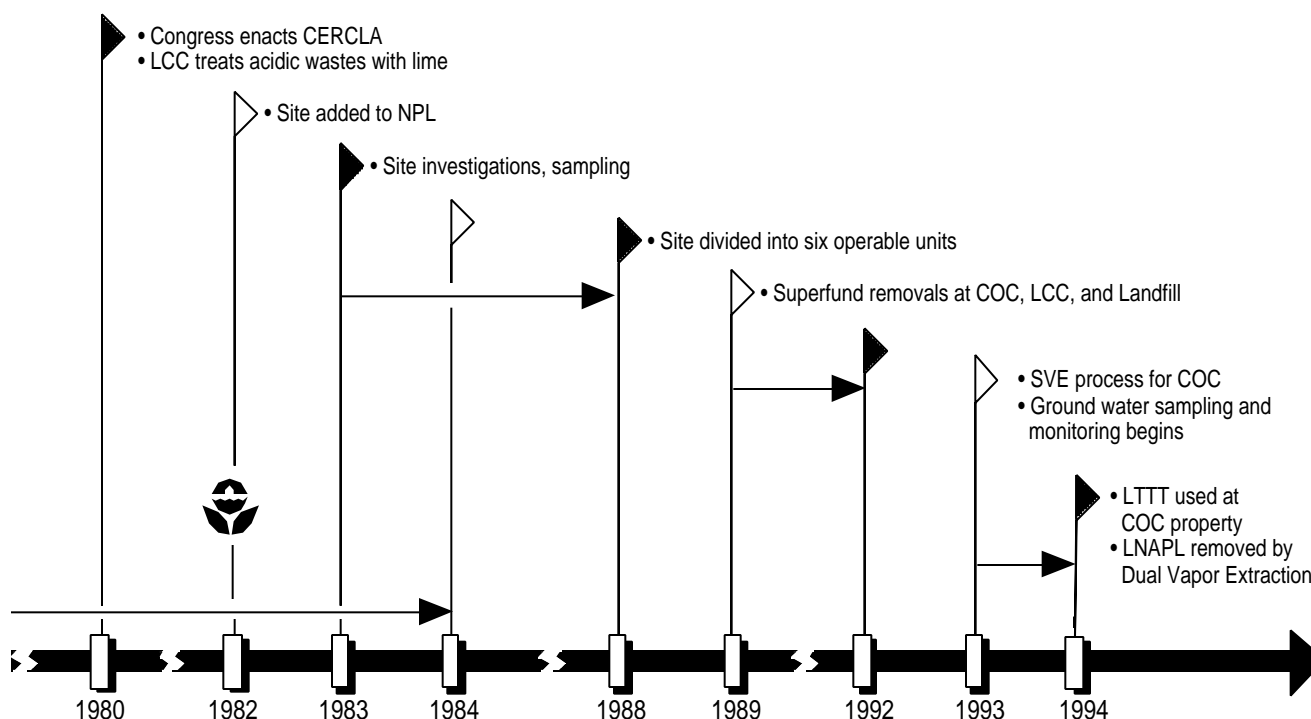 • Congress enacts CERCLA
• LCC treats acidic wastes with lime
• Site added to NPL
• Site investigations, sampling
• Site divided into six operable units
• Superfund removals at COC, LCC, and Landfill
• SVE process for COC
• Ground water sampling and
monitoring begins
• LTTT used at
COC property
• LNAPL removed by
Dual Vapor Extraction
1980 1982 1983 1984 1988 1989 1992 1993 1994